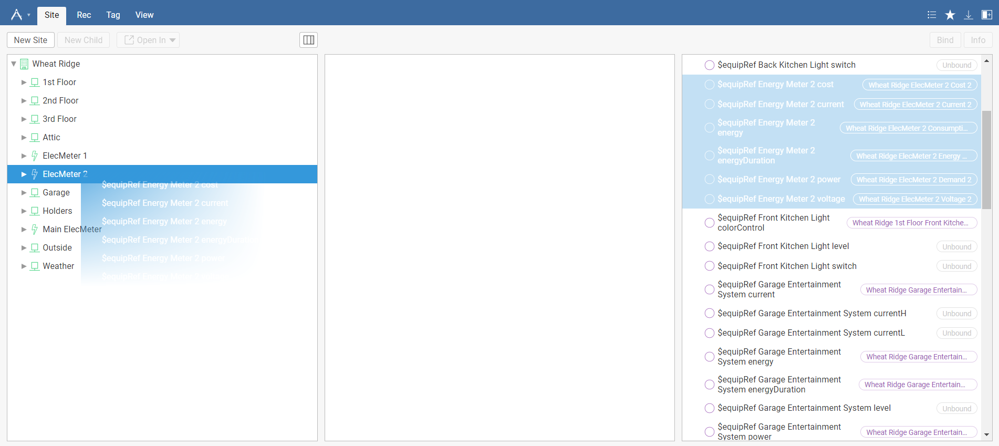 Site
Rec
Tag
View
New Site
New Child
Open In
Bind
Info
Wheat Ridge
1st Floor
2nd Floor
3rd Floor
Attic
ElecMeter 1
ElecMeter 2
Garage
Holders
Main ElecMeter
Outside
Weather
$equipRef Energy Meter 2 cost
$equipRef Energy Meter 2 current
$equipRef Energy Meter 2 energy
$equipRef Energy Meter 2 energyDuration
$equipRef Energy Meter 2 power
$equipRef Energy Meter 2
$equipRef Back Kitchen Light switch
Unbound
$equipRef Energy Meter 2 cost
Wheat Ridge ElecMeter 2 Cost 2
$equipRef Energy Meter 2 current
Wheat Ridge ElecMeter 2 Current 2
$equipRef Energy Meter 2
energy
Wheat Ridge ElecMeter 2 Consumpti...
$equipRef Energy Meter 2
energyDuration
Wheat Ridge ElecMeter 2 Energy ...
$equipRef Energy Meter 2 power
Wheat Ridge ElecMeter 2 Demand 2
$equipRef Energy Meter 2 voltage
Wheat Ridge ElecMeter 2 Voltage 2
$equipRef Front Kitchen Light
colorControl
Wheat Ridge 1st Floor Front Kitche...
$equipRef Front Kitchen Light level
Unbound
$equipRef Front Kitchen Light switch
Unbound
$equipRef Garage Entertainment
System current
Wheat Ridge Garage Entertain...
$equipRef Garage Entertainment System currentH
Unbound
$equipRef Garage Entertainment System currentL
Unbound
$equipRef Garage Entertainment
System energy
Wheat Ridge Garage Entertain...
$equipRef Garage Entertainment
System energyDuration
Wheat Ridge Garage Entertain...
$equipRef Garage Entertainment System level
Unbound
$equipRef Garage Entertainment
System power
Wheat Ridge Garage Entertain...